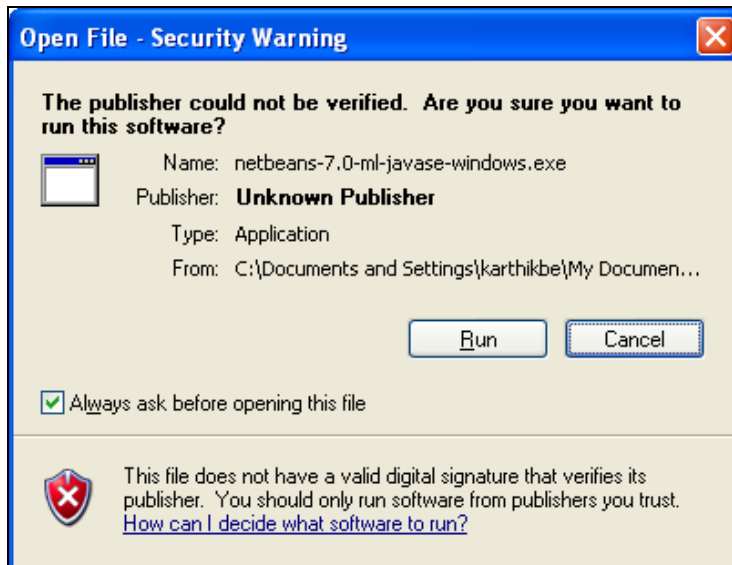 Open File - Security Warning
The publisher could not be verified.  Are you sure you want to
run this software?
Name: netbeans-7.0-ml-javase-windows.exe
Publisher: Unknown Publisher
Type: Application
From: C:\Documents and Settings\karthikbe\My Documen...
Run Cancel
Always ask before opening this file
This file does not have a valid digital signature that verifies its
publisher.  You should only run software from publishers you trust.
How can I decide what software to run?